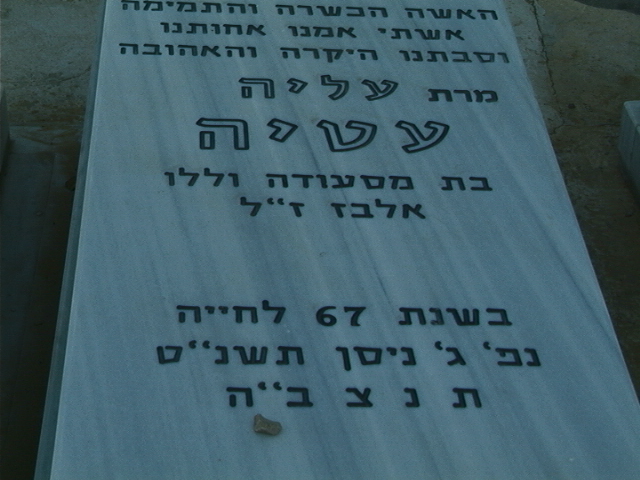 האשה הכשרה והתמימה
אשתי אמנו אחותנו
וסבתנו היקרה והאהובה
מרת עליה
עטיה
בת מסעודה וללו
אלבז ז״ל
בשנת 67 לחייה
נפ׳ ג׳ ניסן תשנ״ט
ת נ צ ב״ה